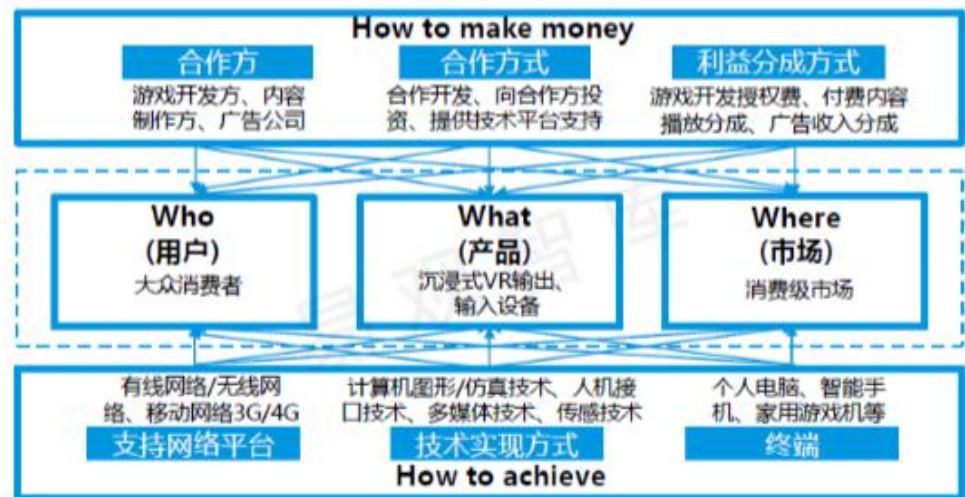 How to make money
合作方
合作方式
利益分成方式
游戏开发方、内容
制作方、广告公司
合作开发、向合作方投
资、提供技术平台支持
游戏开发授权费、付费内容
播放分成、广告收入分成
Who
(用户)
大众消费者
What
(产品)
沉浸式VR输出、
输入设备
Where
(市场)
消费级市场
有线网络/无线网
络、移动网络3G/4G
计算机图形/仿真技术、人机接
口技术、多媒体技术、传感技术
个人电脑、智能手
机、家用游戏机等
支持网络平台
技术实现方式
终端
How to achieve